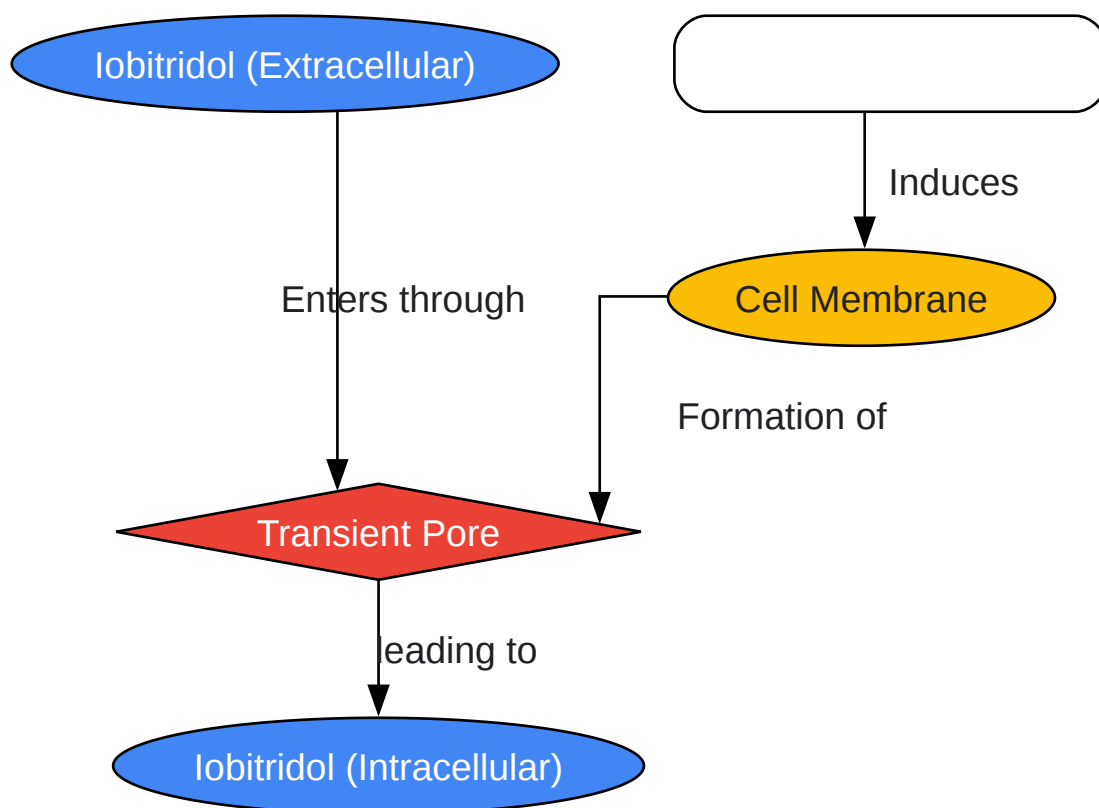 Iobitridol (Extracellular)
Induces
Enters through
Cell Membrane
Formation of
Transient Pore
leading to
Iobitridol (Intracellular)